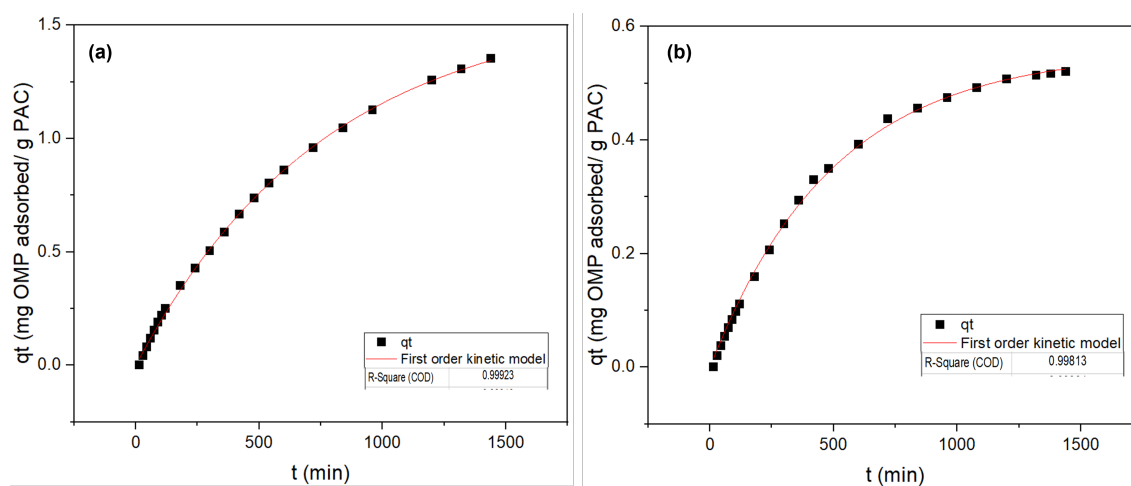 (a)
1.5
1.0
0.5
0.0
qt (mg OMP adsorbed/ g PAC)
qt
First order kinetic model
R-Square (COD) 0.99923
0 500 1000 1500
t (min)
(b)
0.6
0.4
0.2
0.0
qt (mg OMP adsorbed/ g PAC)
qt
First order kinetic model
R-Square (COD) 0.99813
0 500 1000 1500
t (min)